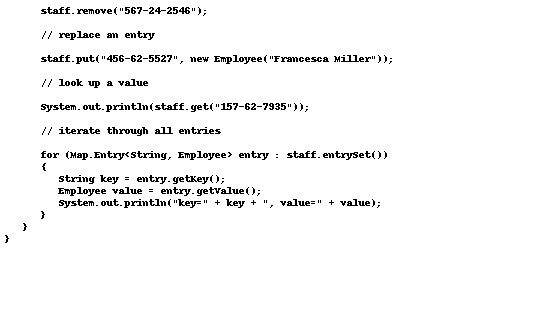 staff.remove("567-24-2546");
// replace an entry
staff.put("456-62-5527", new Employee("Francesca Miller"));
// look up a value
System.out.println(staff.get("157-62-7935"));
// iterate through all entries
for (Map.Entry<String, Employee> entry : staff.entrySet())
{
String key = entry.getKey();
Employee value = entry.getValue();
System.out.println("key=" + key + ", value=" + value);
}
}
}